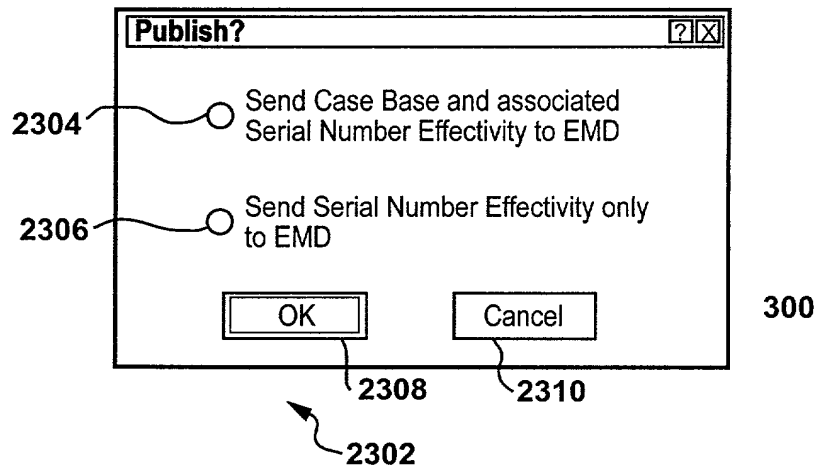 Publish?
? X
2304
Send Case Base and associated
Serial Number Effectivity to EMD
2306
Send Serial Number Effectivity only
to EMD
OK
Cancel
300
2308
2310
2302